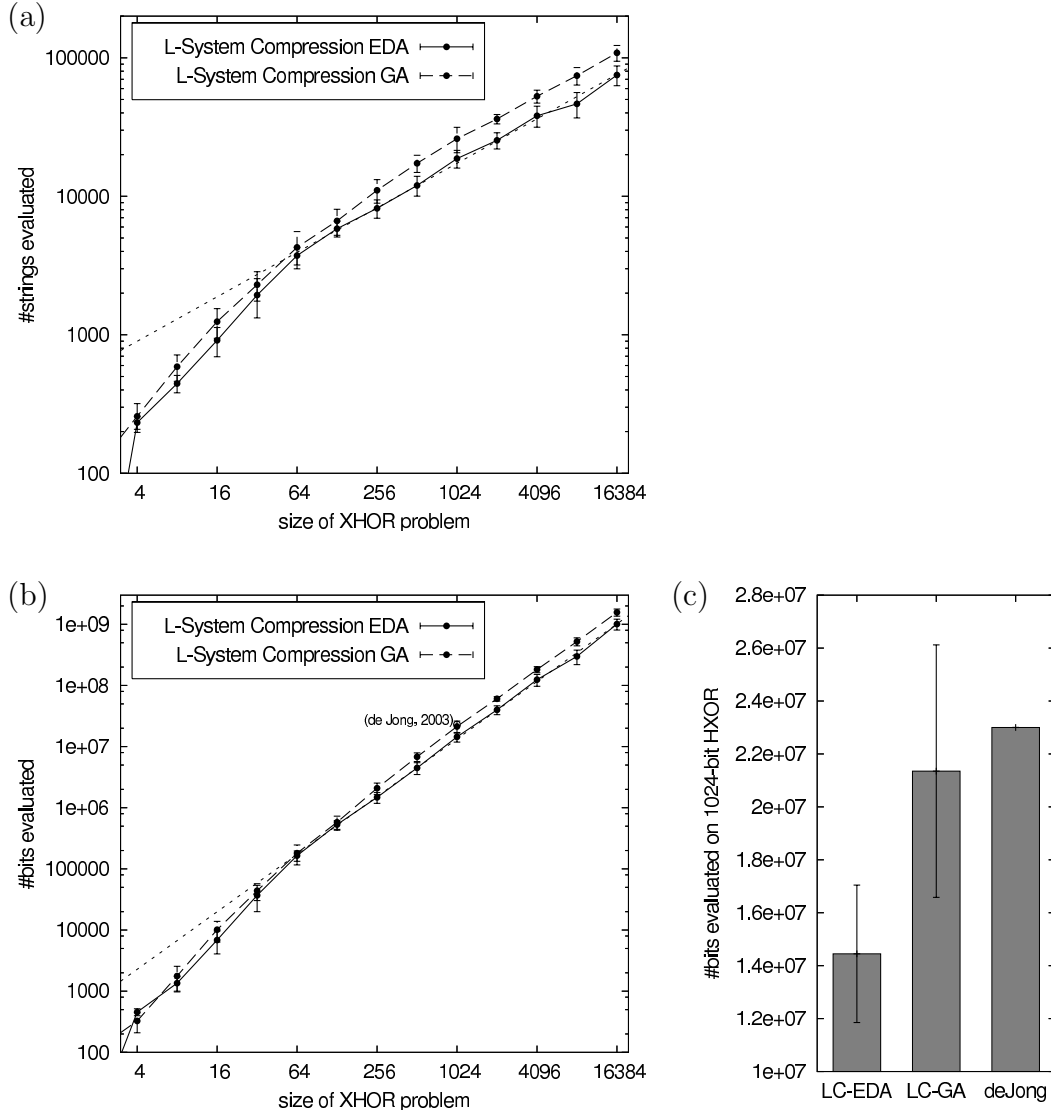 (a)
L-System Compression EDA
L-System Compression GA
100000
10000
1000
100
#strings evaluated
4 16 64 256 1024 4096 16384
size of XHOR problem
(b)
L-System Compression EDA
L-System Compression GA
(de Jong, 2003)
1e+09
1e+08
1e+07
1e+06
100000
10000
1000
100
#bits evaluated
4 16 64 256 1024 4096 16384
size of XHOR problem
(c)
2.8e+07
2.6e+07
2.4e+07
2.2e+07
2e+07
1.8e+07
1.6e+07
1.4e+07
1.2e+07
1e+07
#bits evaluated on 1024-bit HXOR
LC-EDA LC-GA deJong